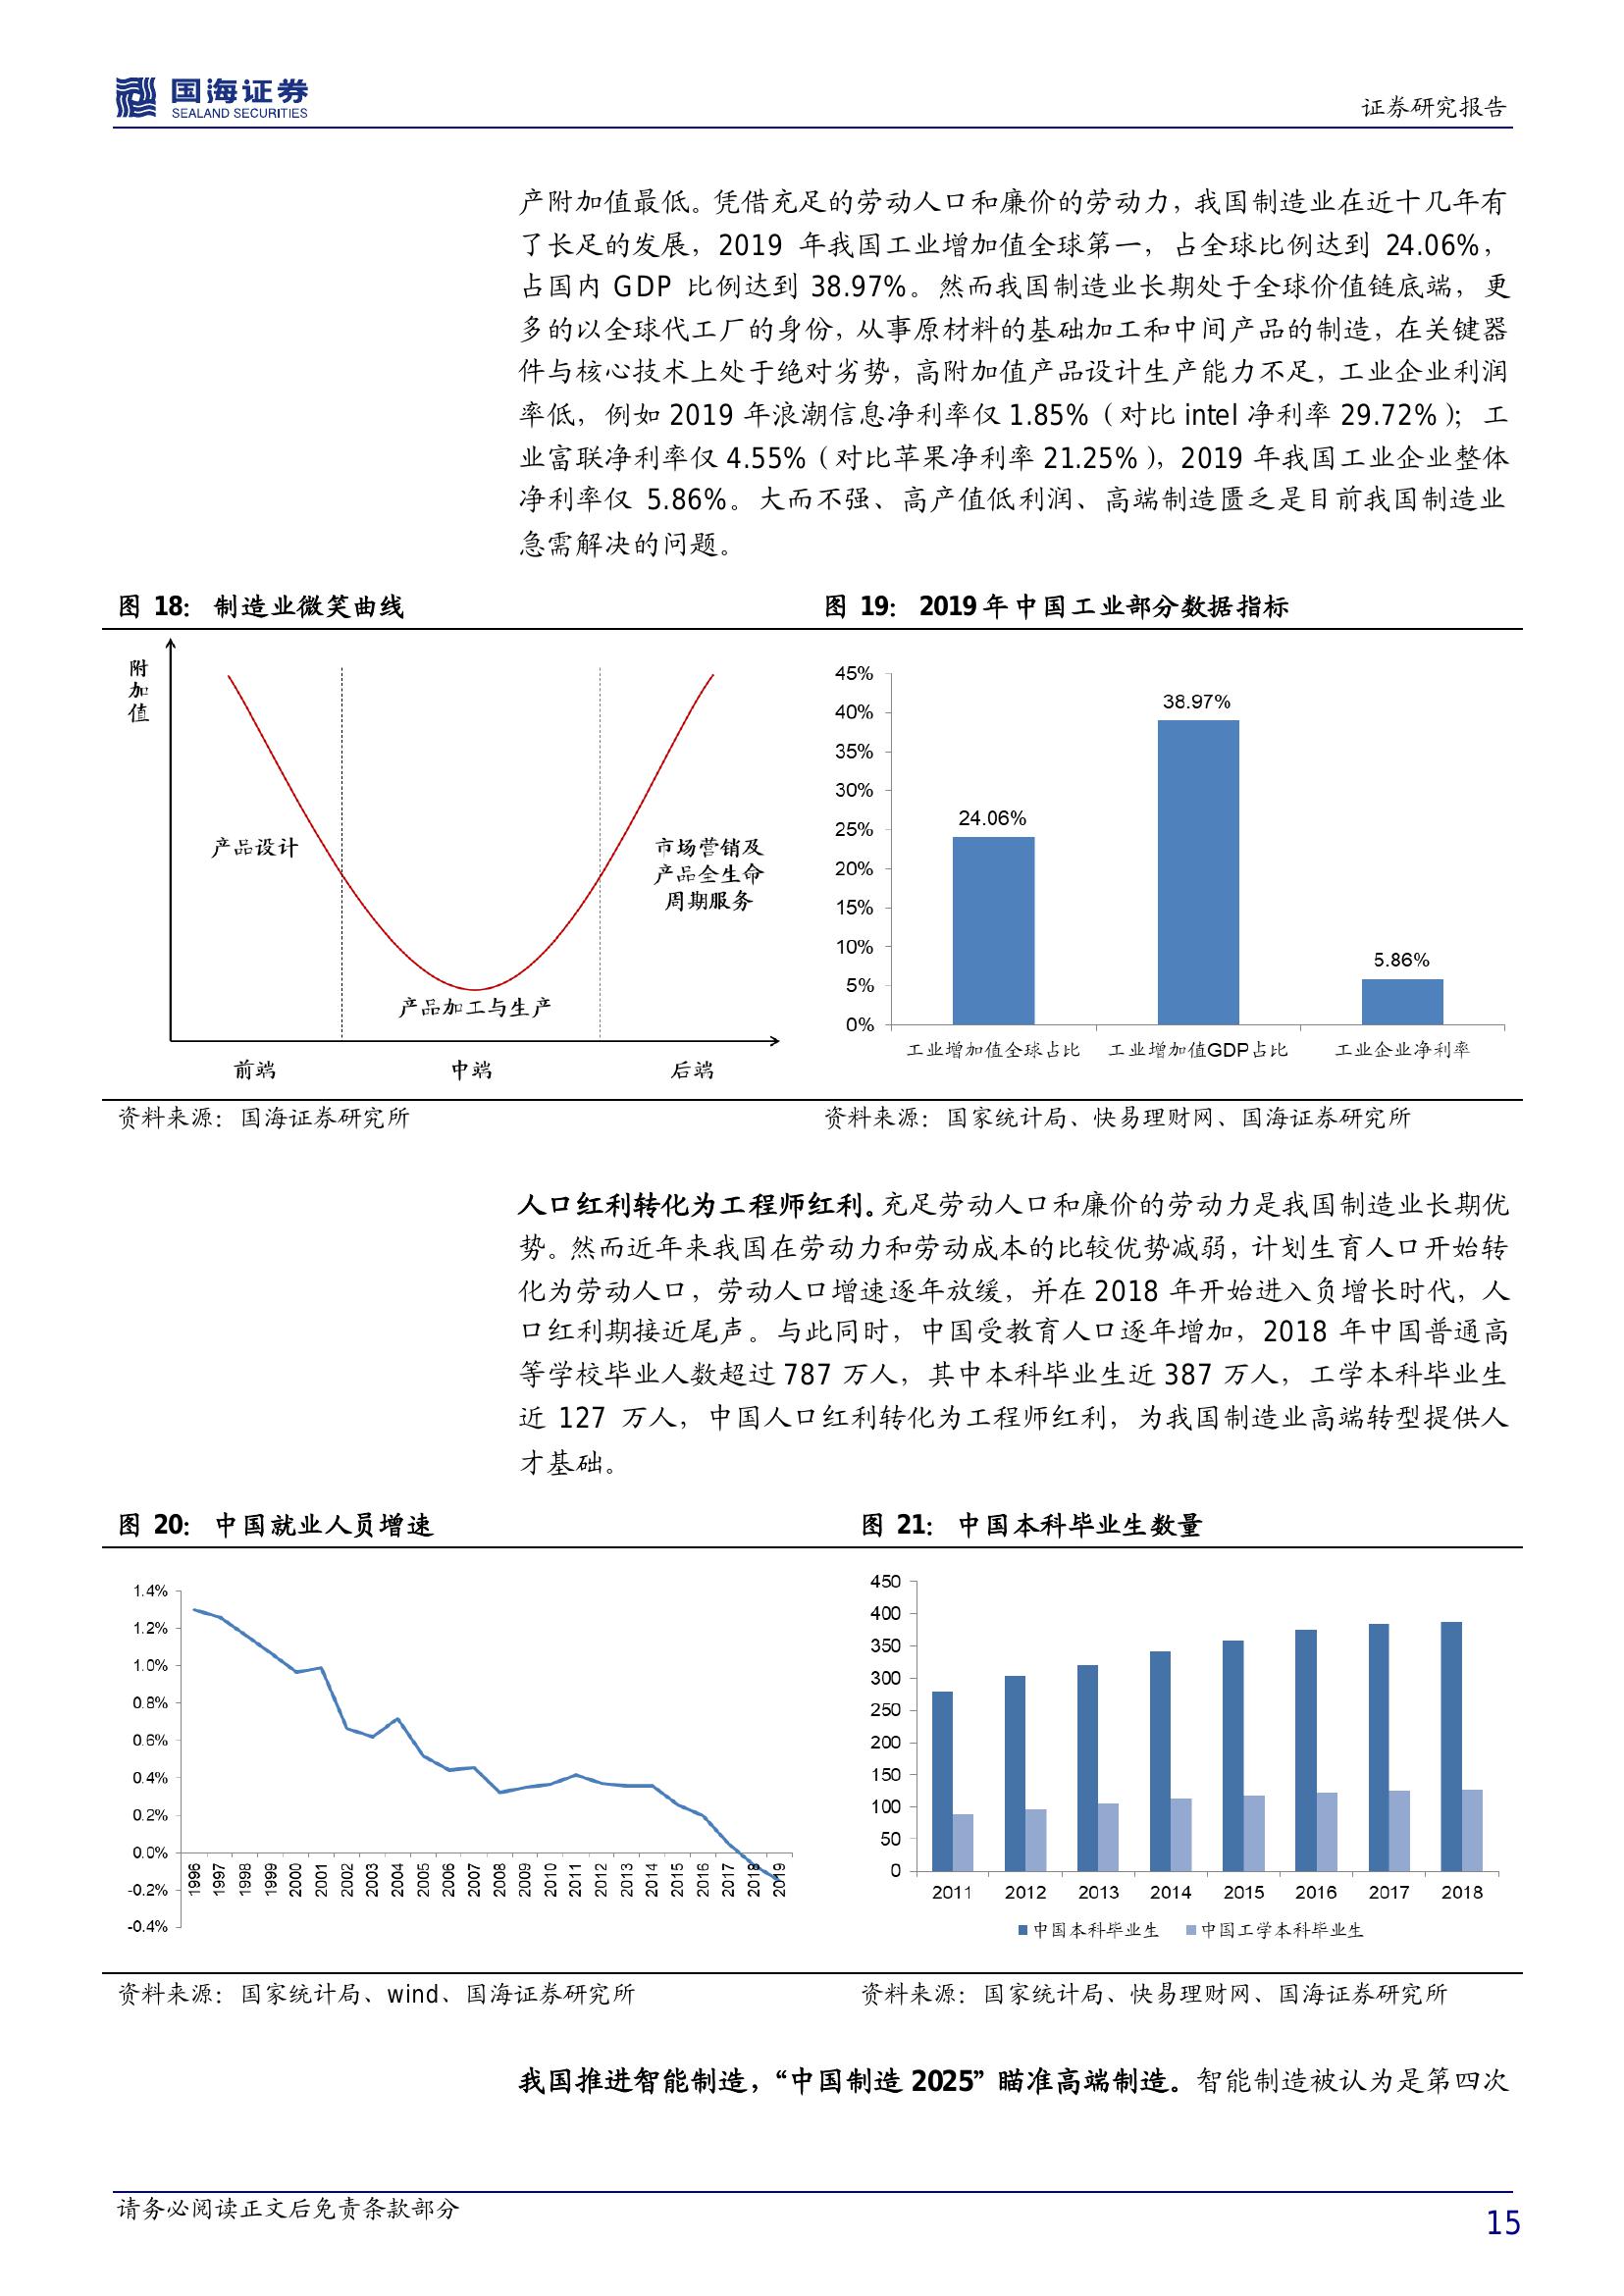 国海证券
SEALAND SECURITIES
证券研究报告
产附加值最低。凭借充足的劳动人口和廉价的劳动力，我国制造业在近十几年有
了长足的发展，2019 年我国工业增加值全球第一，占全球比例达到 24.06%，
占国内 GDP 比例达到 38.97%。然而我国制造业长期处于全球价值链底端，更
多的以全球代工厂的身份，从事原材料的基础加工和中间产品的制造，在关键器
件与核心技术上处于绝对劣势，高附加值产品设计生产能力不足，工业企业利润
率低，例如 2019 年浪潮信息净利率仅 1.85%（对比 intel 净利率 29.72%）；工
业富联净利率仅 4.55%（对比苹果净利率 21.25%），2019 年我国工业企业整体
净利率仅 5.86%。大而不强、高产值低利润、高端制造匮乏是目前我国制造业
急需解决的问题。
图 18： 制造业微笑曲线
附
加
值
产品设计
市场营销及
产品全生命
周期服务
产品加工与生产
前端 中端 后端
资料来源：国海证券研究所
图 19： 2019 年中国工业部分数据指标
45%
40%
35%
30%
25%
20%
15%
10%
5%
0%
24.06%
38.97%
5.86%
工业增加值全球占比 工业增加值GDP占比 工业企业净利率
资料来源：国家统计局、快易理财网、国海证券研究所
人口红利转化为工程师红利。充足劳动人口和廉价的劳动力是我国制造业长期优
势。然而近年来我国在劳动力和劳动成本的比较优势减弱，计划生育人口开始转
化为劳动人口，劳动人口增速逐年放缓，并在 2018 年开始进入负增长时代，人
口红利期接近尾声。与此同时，中国受教育人口逐年增加，2018 年中国普通高
等学校毕业人数超过 787 万人，其中本科毕业生近 387 万人，工学本科毕业生
近 127 万人，中国人口红利转化为工程师红利，为我国制造业高端转型提供人
才基础。
图 20： 中国就业人员增速
1.4%
1.2%
1.0%
0.8%
0.6%
0.4%
0.2%
0.0%
-0.2%
-0.4%
1996 1997 1998 1999 2000 2001 2002 2003 2004 2005 2006 2007 2008 2009 2010 2011 2012 2013 2014 2015 2016 2017 2018 2019
资料来源：国家统计局、wind、国海证券研究所
图 21： 中国本科毕业生数量
450
400
350
300
250
200
150
100
50
0
2011 2012 2013 2014 2015 2016 2017 2018
中国本科毕业生 中国工学本科毕业生
资料来源：国家统计局、快易理财网、国海证券研究所
我国推进智能制造，“中国制造 2025”瞄准高端制造。智能制造被认为是第四次
请务必阅读正文后免责条款部分
15